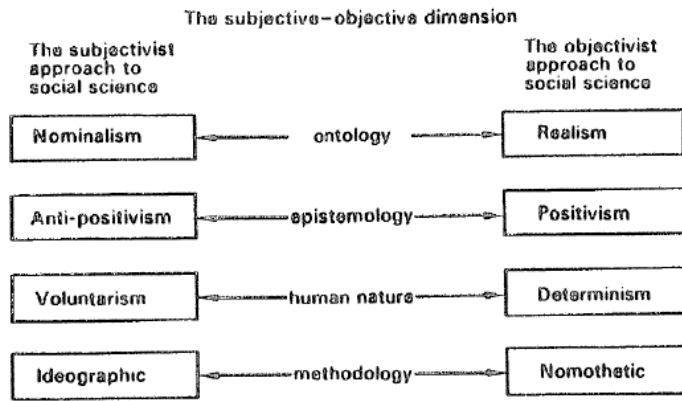 The subjective–objective dimension
The subjectivist
approach to
social science
The objectivist
approach to
social science
Nominalism ontology Realism
Anti-positivism epistemology Positivism
Voluntarism human nature Determinism
Ideographic methodology Nomothetic